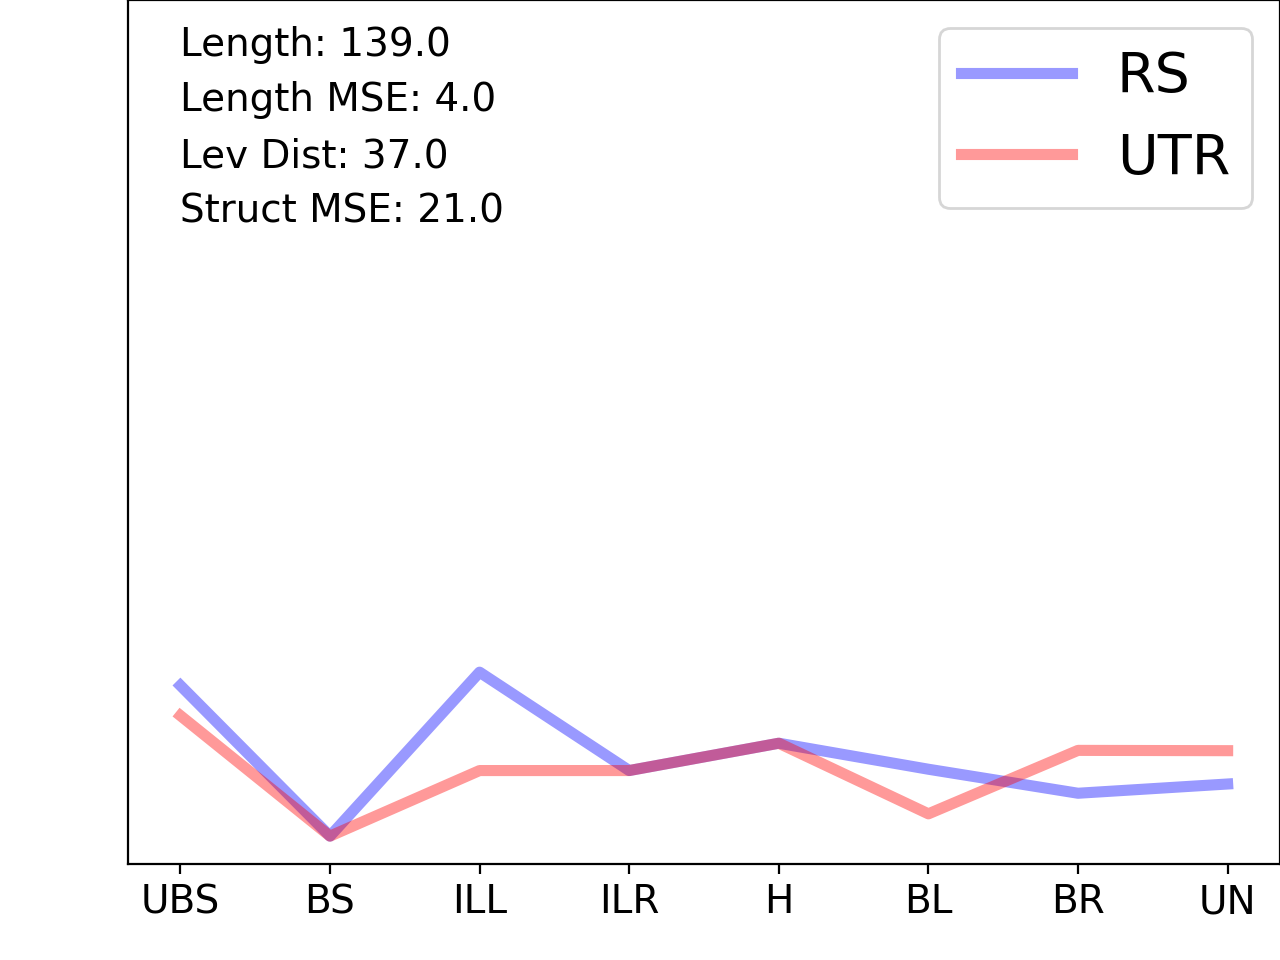 Length: 139.0
Length MSE: 4.0
Lev Dist: 37.0
Struct MSE: 21.0
RS
UTR
UBS BS ILL ILR H BL BR UN